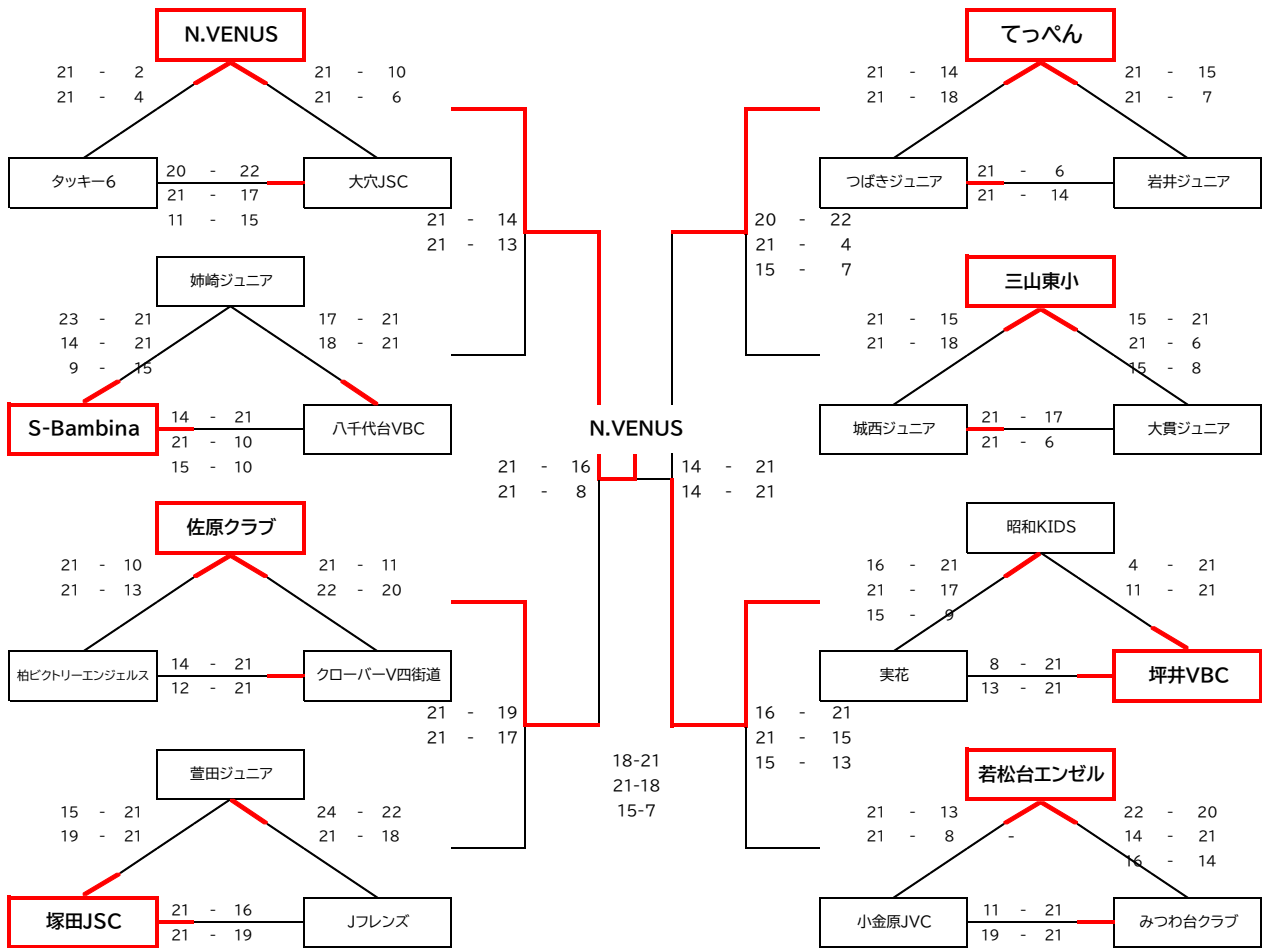 N.VENUS
てっぺん
21 - 2
21 - 10
21 - 14
21 - 15
21 - 4
21 - 6
21 - 18
21 - 7
タッキー6
20 - 22
21 - 17
11 - 15
大穴JSC
つばきジュニア
21 - 6
21 - 14
岩井ジュニア
21 - 14
21 - 13
20 - 22
21 - 4
15 - 7
姉崎ジュニア
三山東小
23 - 21
14 - 21
9 - 15
17 - 21
18 - 21
21 - 15
21 - 18
15 - 21
21 - 6
15 - 8
S-Bambina
14 - 21
21 - 10
15 - 10
八千代台VBC
N.VENUS
城西ジュニア
21 - 17
21 - 6
大貫ジュニア
21 - 16
21 - 8
14 - 21
14 - 21
佐原クラブ
昭和KIDS
21 - 10
21 - 13
21 - 11
22 - 20
16 - 21
21 - 17
15 - 9
4 - 21
11 - 21
柏ビクトリーエンジェルス
14 - 21
12 - 21
クローバーV四街道
実花
8 - 21
13 - 21
坪井VBC
21 - 19
21 - 17
16 - 21
21 - 15
15 - 13
18-21
21-18
15-7
萱田ジュニア
若松台エンゼル
15 - 21
19 - 21
24 - 22
21 - 18
21 - 13
21 - 8
-
22 - 20
14 - 21
16 - 14
塚田JSC
21 - 16
21 - 19
Jフレンズ
小金原JVC
11 - 21
19 - 21
みつわ台クラブ